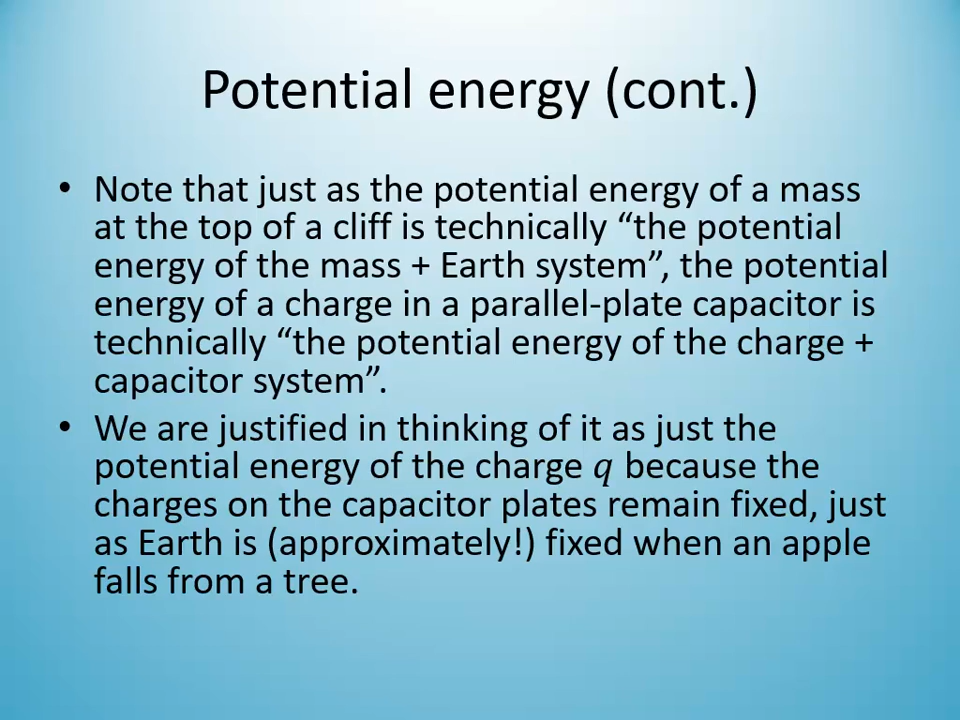 Potential energy (cont.)
• Note that just as the potential energy of a mass
at the top of a cliff is technically “the potential
energy of the mass + Earth system”, the potential
energy of a charge in a parallel-plate capacitor is
technically “the potential energy of the charge +
capacitor system”.
• We are justified in thinking of it as just the
potential energy of the charge q because the
charges on the capacitor plates remain fixed, just
as Earth is (approximately!) fixed when an apple
falls from a tree.